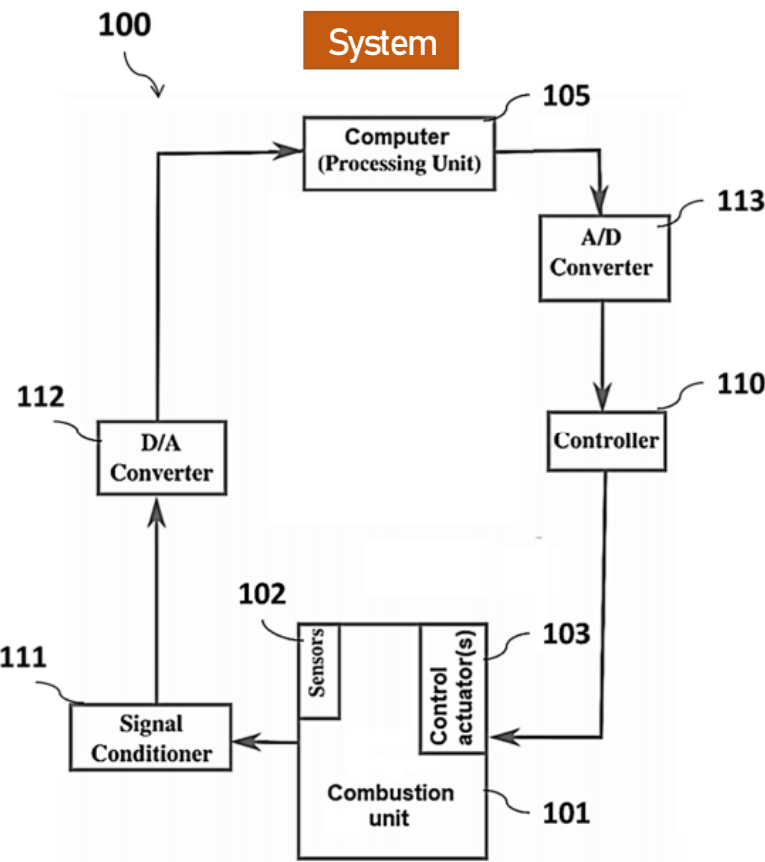 System
100
105
Computer
(Processing Unit)
113
A/D
Converter
110
Controller
112
D/A
Converter
102
Sensors
103
Control
actuator(s)
111
Signal
Conditioner
Combustion
unit
101